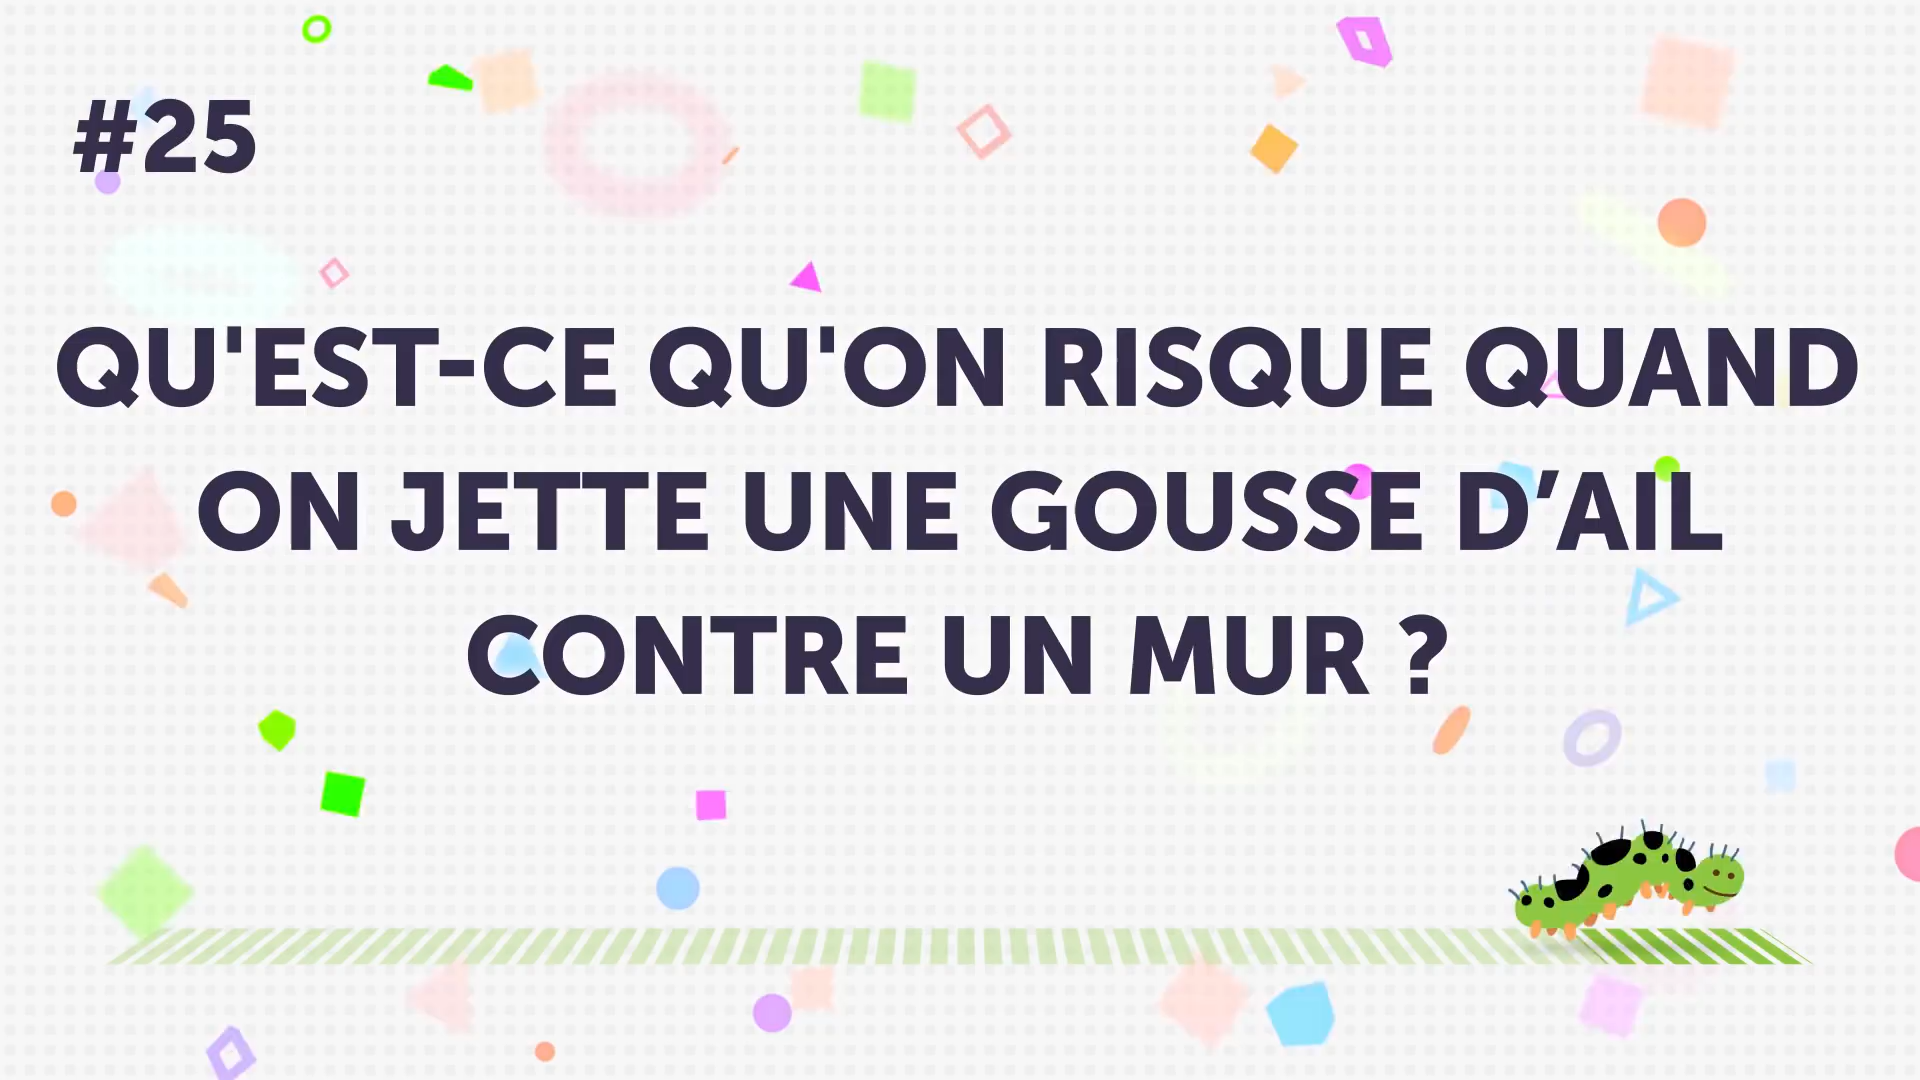 #25
QU'EST-CE QU'ON RISQUE QUAND
ON JETTE UNE GOUSSE D’AIL
CONTRE UN MUR ?